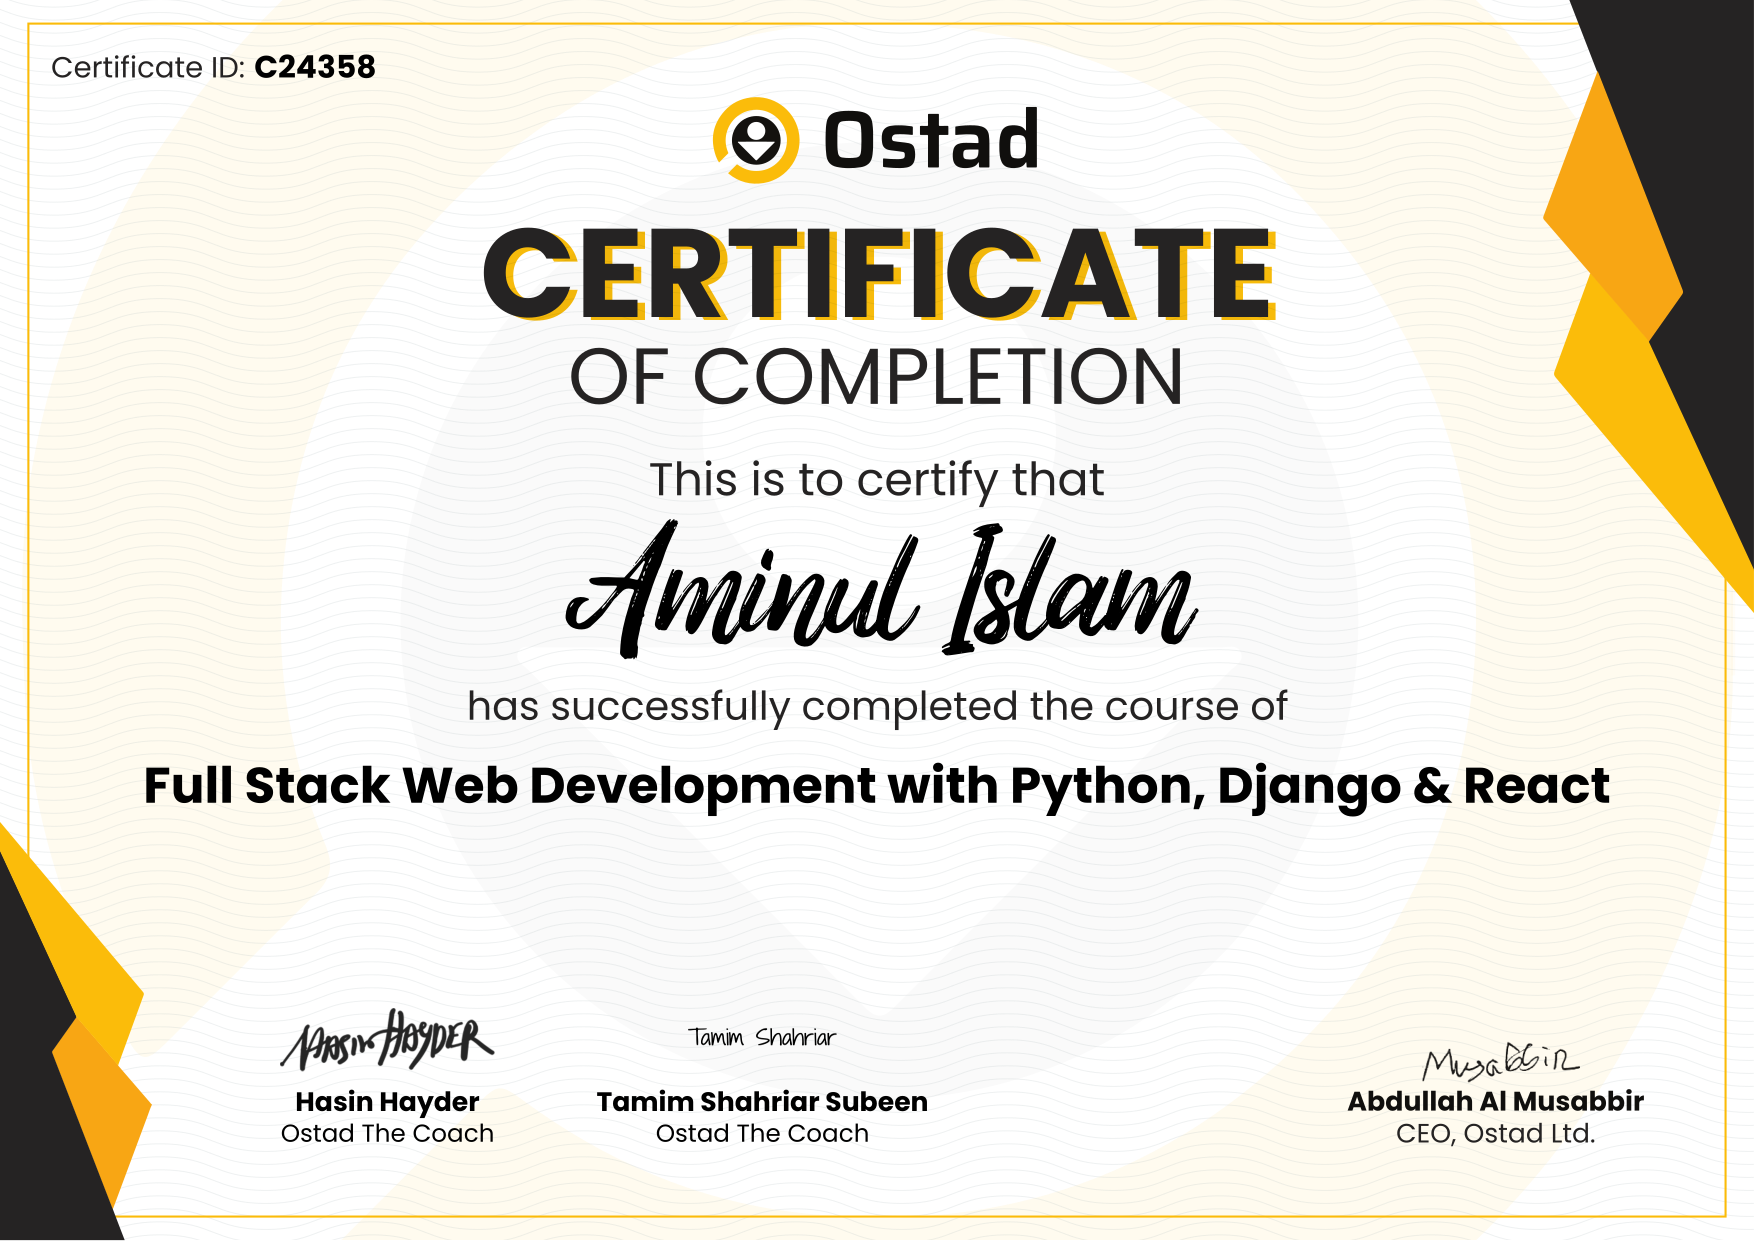 Certificate ID: C24358
Ostad
CERTIFICATE
OF COMPLETION
This is to certify that
Aminul Islam
has successfully completed the course of
Full Stack Web Development with Python, Django & React
Hasin Hayder
Tamim Shahriar
Musabbir
Hasin Hayder
Tamim Shahriar Subeen
Abdullah Al Musabbir
Ostad The Coach
Ostad The Coach
CEO, Ostad Ltd.